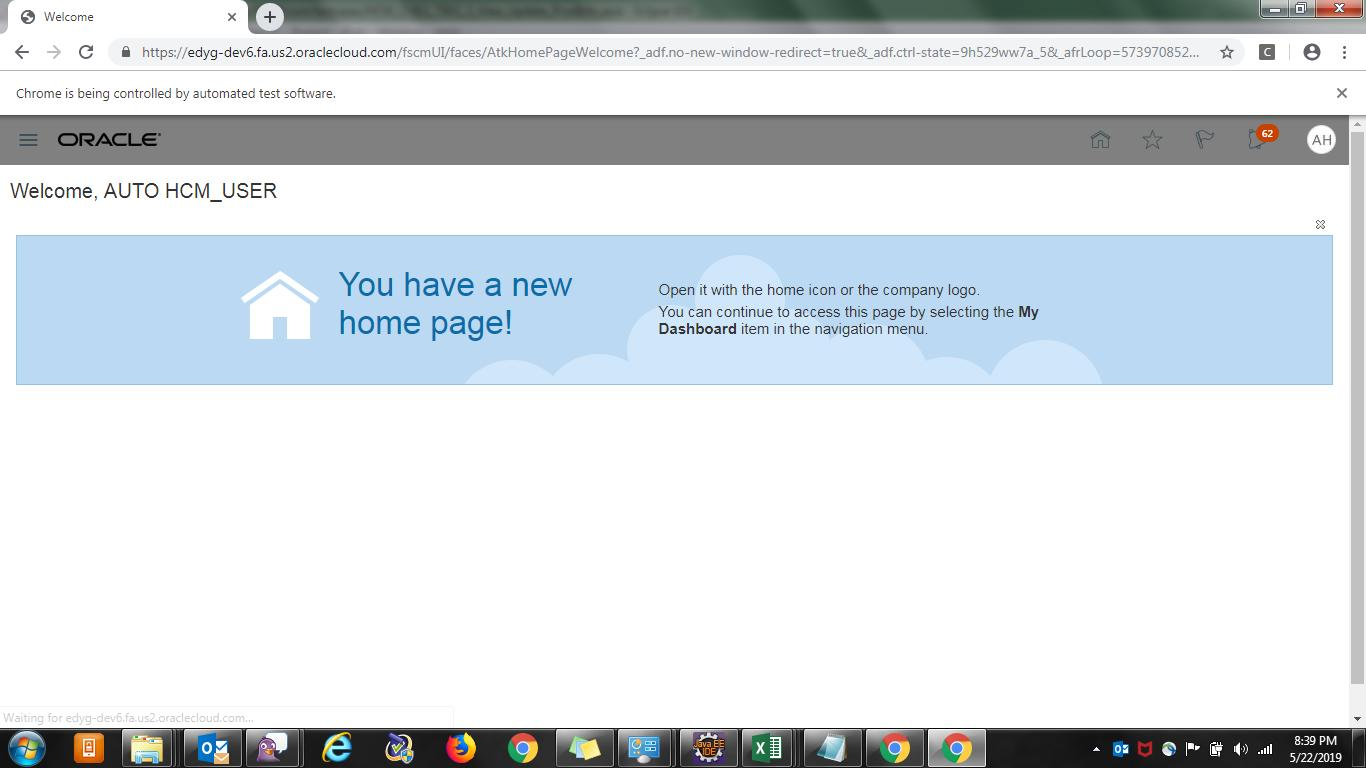 Welcome
https://edyg-dev6.fa.us2.oraclecloud.com/fscmUI/faces/AtkHomePageWelcome?_adf.no-new-window-redirect=true&_adf.ctrl-state=9h529ww7a_5&_afrLoop=573970852...
C
Chrome is being controlled by automated test software.
ORACLE
62
AH
Welcome, AUTO HCM_USER
You have a new
home page!
Open it with the home icon or the company logo.
You can continue to access this page by selecting the My
Dashboard item in the navigation menu.
Waiting for edyg-dev6.fa.us2.oraclecloud.com...
Java EE
IDE
8:39 PM
5/22/2019